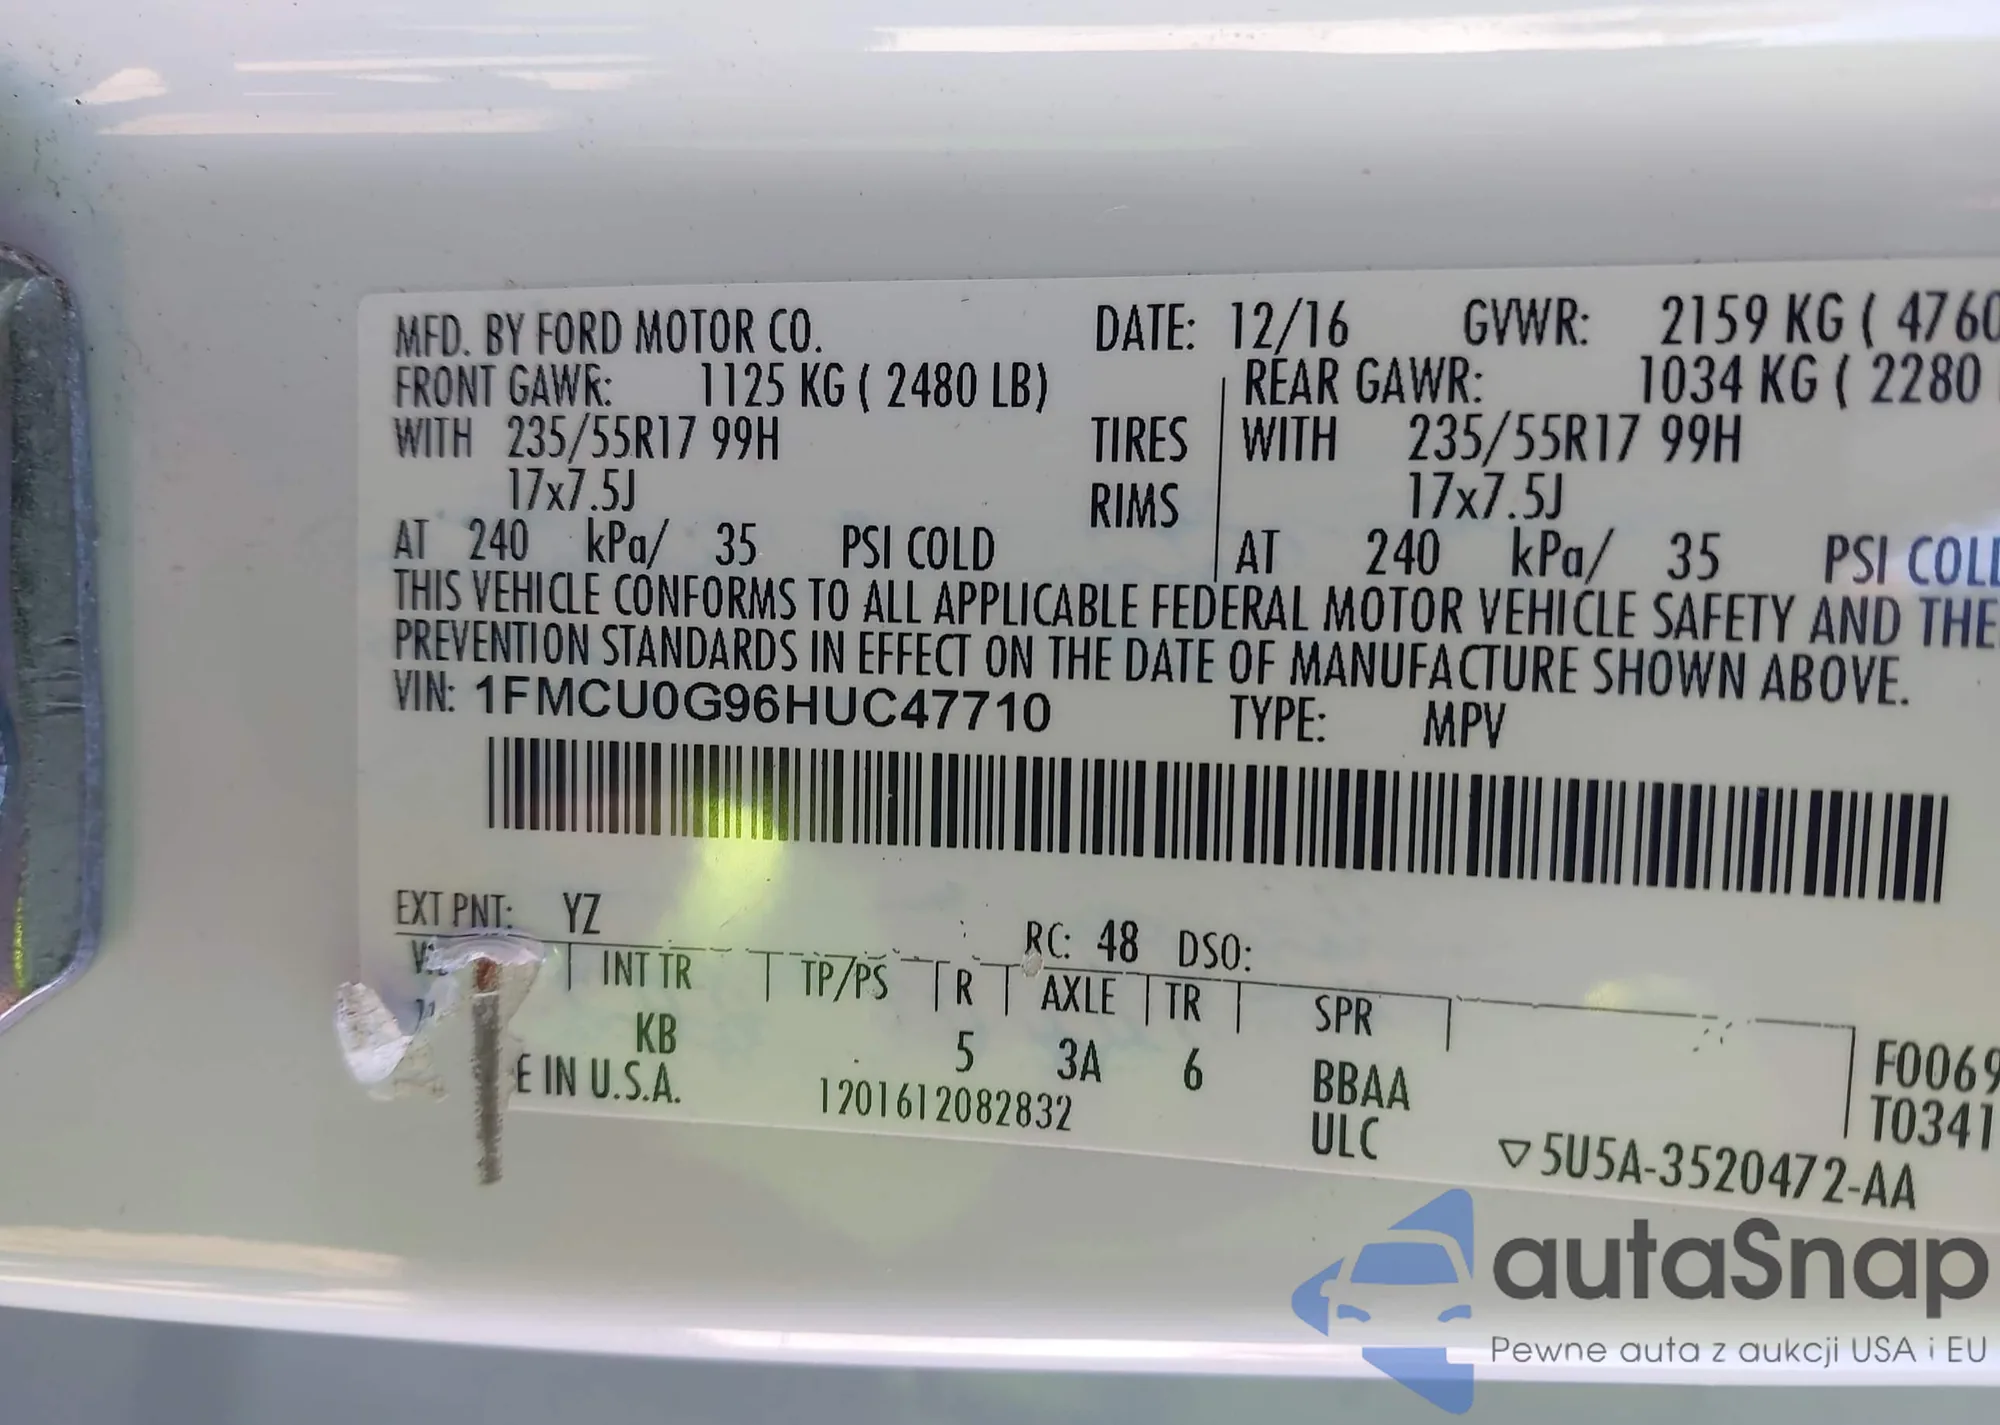 MFD. BY FORD MOTOR CO. DATE: 12/16 GVWR: 2159 KG ( 4760
FRONT GAWR: 1125 KG ( 2480 LB) REAR GAWR: 1034 KG ( 2280
WITH 235/55R17 99H TIRES WITH 235/55R17 99H
17x7.5J RIMS 17x7.5J
AT 240 kPa/ 35 PSI COLD AT 240 kPa/ 35 PSI COLD
THIS VEHICLE CONFORMS TO ALL APPLICABLE FEDERAL MOTOR VEHICLE SAFETY AND THE
PREVENTION STANDARDS IN EFFECT ON THE DATE OF MANUFACTURE SHOWN ABOVE.
VIN: 1FMCU0G96HUC47710 TYPE: MPV
EXT PNT: YZ RC: 48 DSO:
INT TR TP/PS R AXLE TR SPR
KB 5 3A 6 BBAA F0069
E IN U.S.A. 1201612082832 ULC T0341
▽5U5A-3520472-AA
autaSnap
Pewne auta z aukcji USA i EU